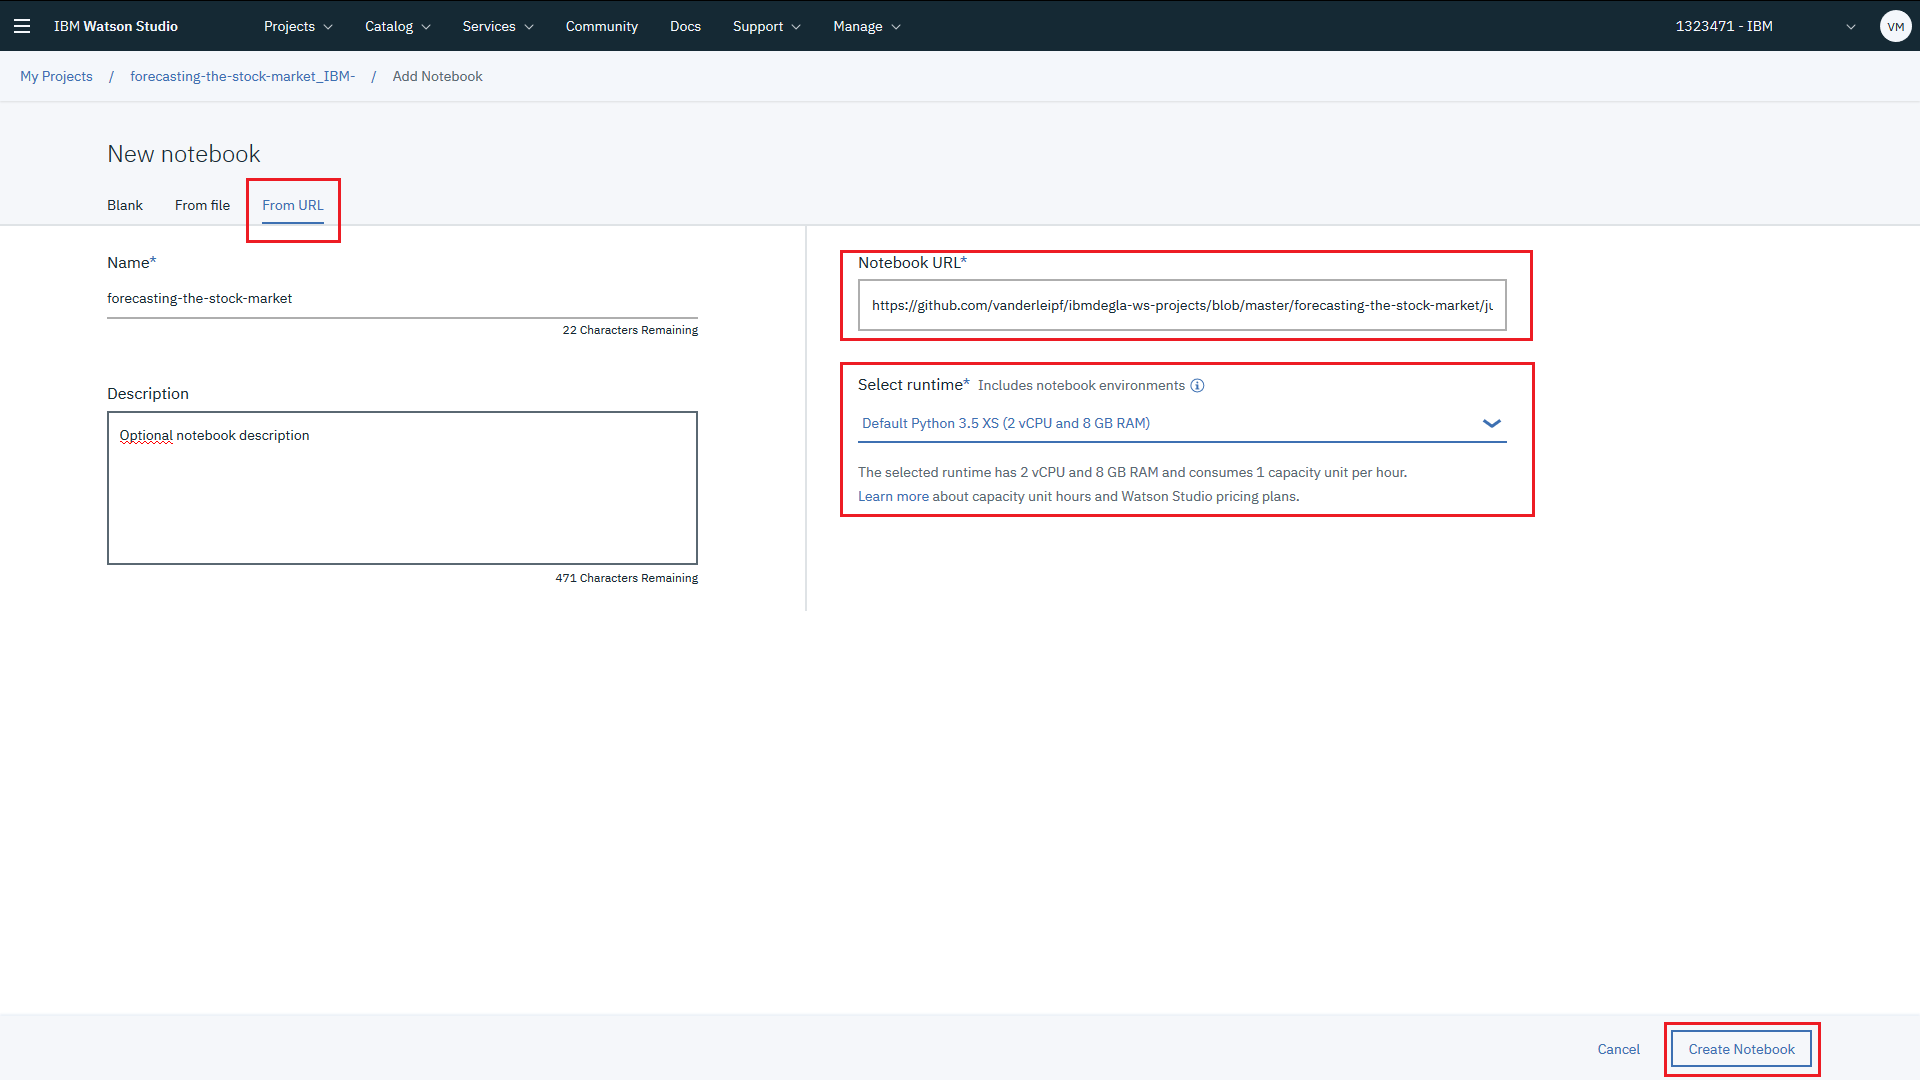 IBM Watson Studio Projects Catalog Services Community Docs Support Manage 1323471 - IBM VM
My Projects / forecasting-the-stock-market_IBM- / Add Notebook
New notebook
Blank From file From URL
Name*
forecasting-the-stock-market
22 Characters Remaining
Description
Optional notebook description
471 Characters Remaining
Notebook URL*
https://github.com/vanderleipf/ibmdegla-ws-projects/blob/master/forecasting-the-stock-market/ju
Select runtime* Includes notebook environments
Default Python 3.5 XS (2 vCPU and 8 GB RAM)
The selected runtime has 2 vCPU and 8 GB RAM and consumes 1 capacity unit per hour.
Learn more about capacity unit hours and Watson Studio pricing plans.
Cancel Create Notebook